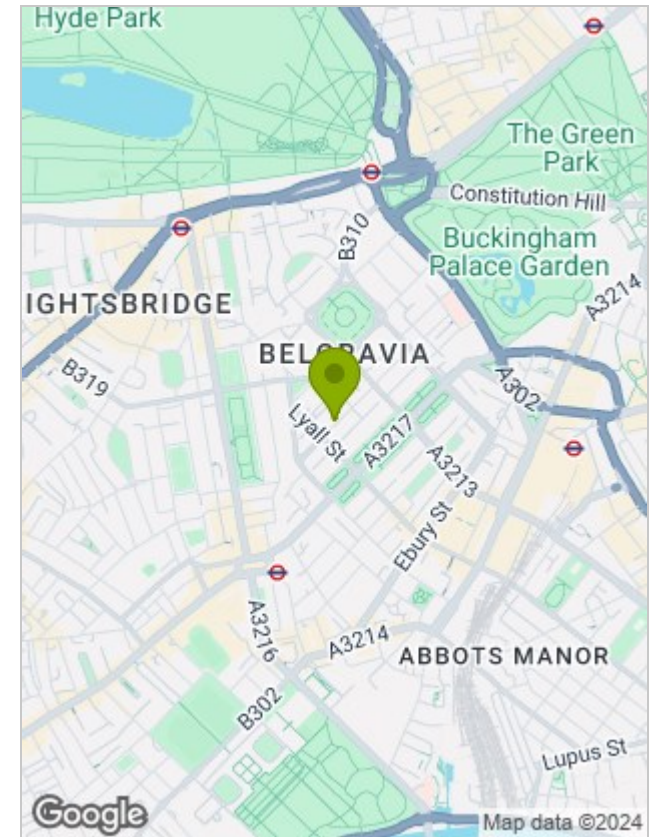 Hyde Park
The Green
Park
Constitution Hill
B310
Buckingham
Palace Garden
A3214
IGHTSBRIDGE
BELGRAVIA
B319
A302
Lyall St
A3217
A3213
Ebury St
A3216
A3214
ABBOTS MANOR
B302
Lupus St
Google
Map data ©2024